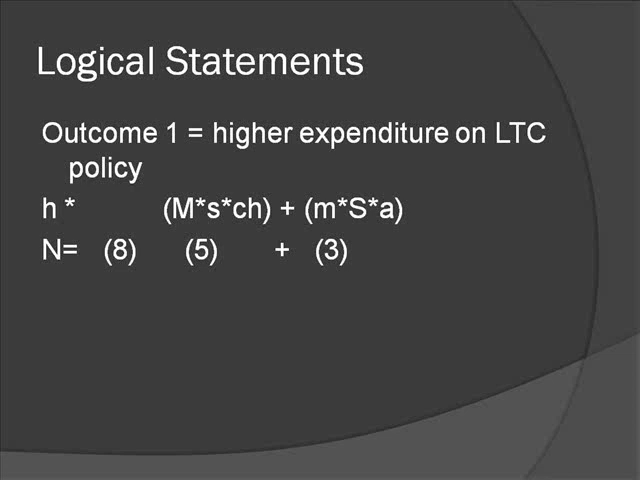 Logical Statements
Outcome 1 = higher expenditure on LTC
policy
h * (M*s*ch) + (m*S*a)
N= (8) (5) + (3)